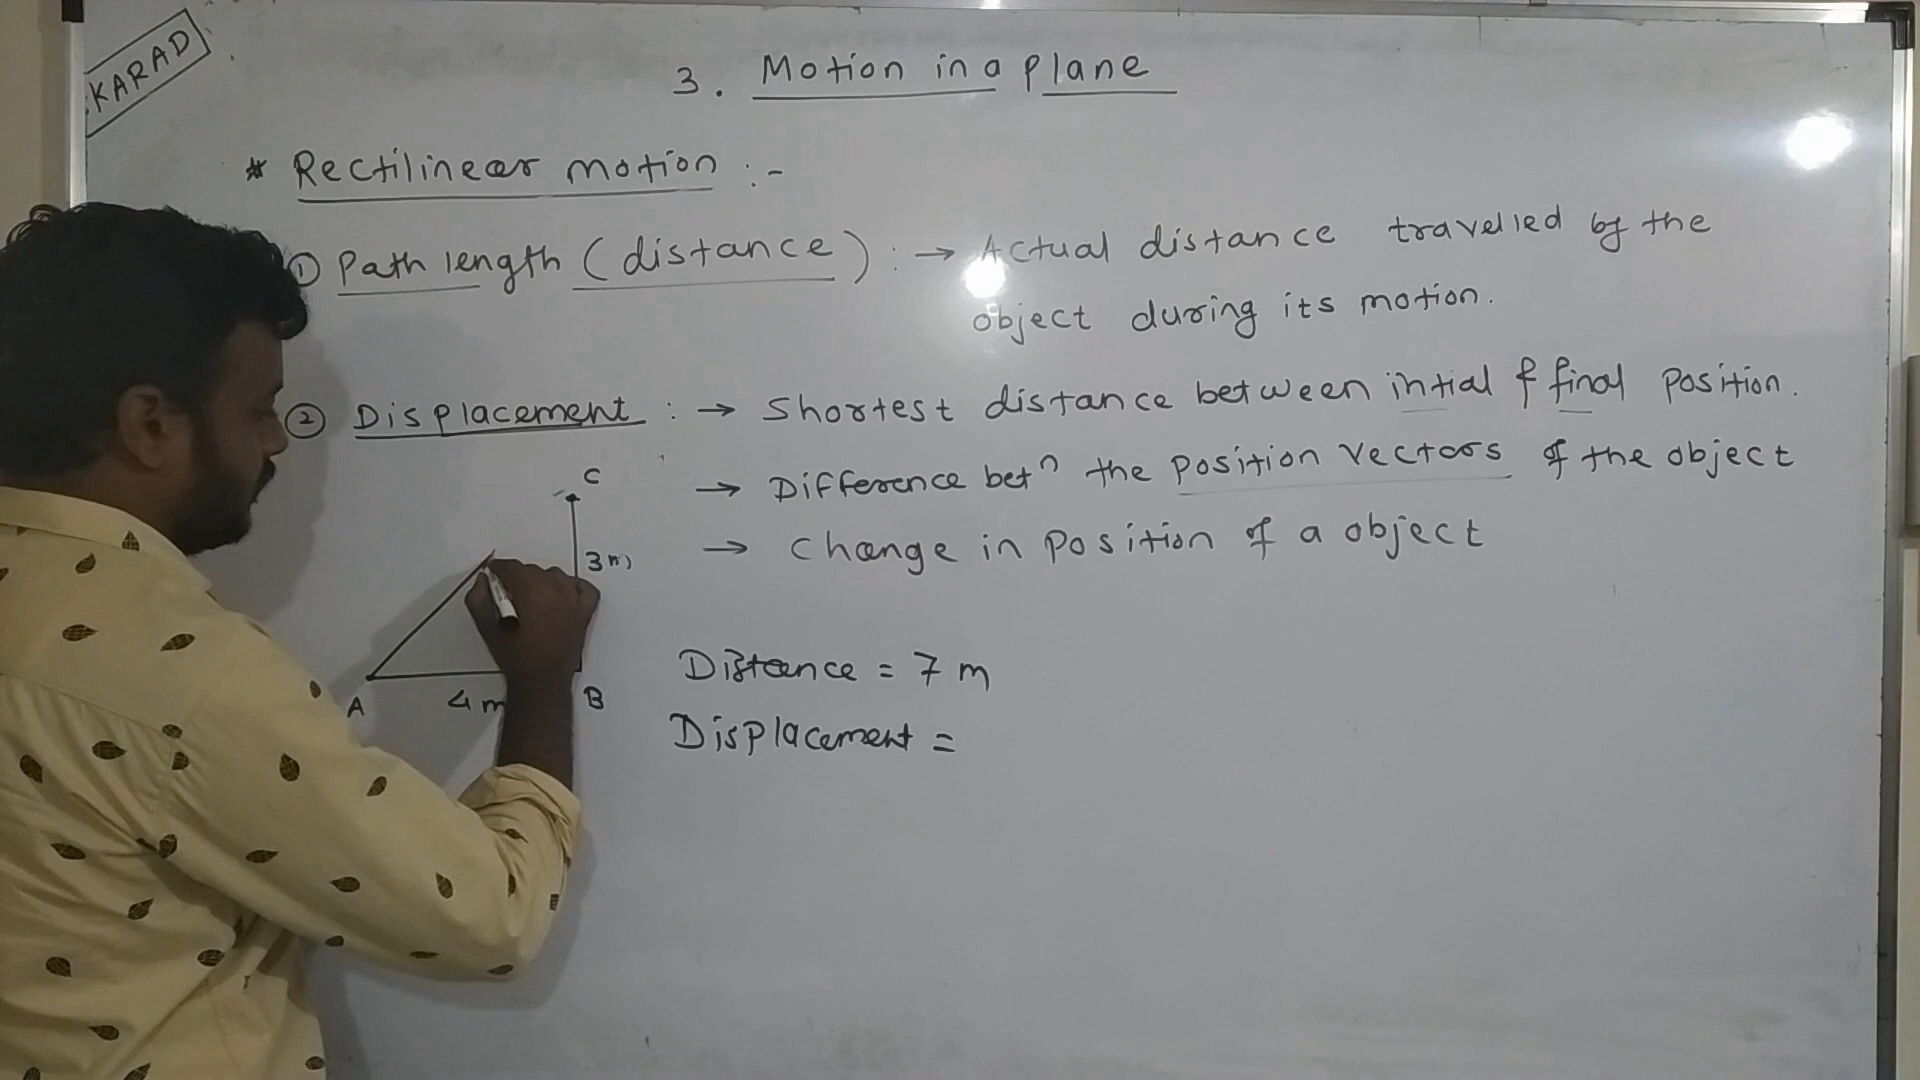 KARAD
3. Motion in a plane
* Rectilinear motion :-
① Path length (distance) : → Actual distance travelled by the
object during its motion.
② Displacement : → Shortest distance between intial & final position.
→ Difference betⁿ the position vectors of the object
→ change in position of a object
C
3m
A
4 m
B
Distance = 7 m
Displacement =